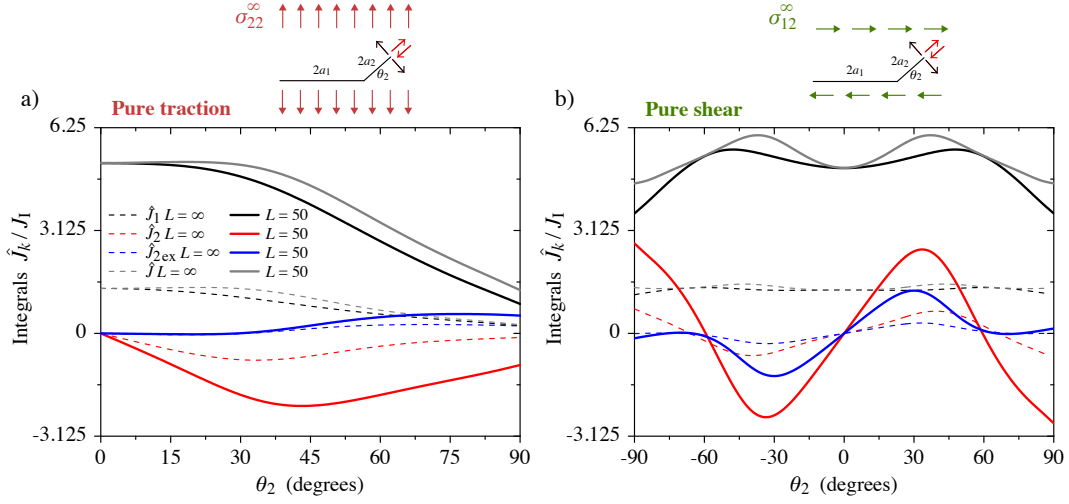 a)
σ∞22
2a1
2a2
θ2
Pure traction
6.25
3.125
0
-3.125
Integrals Ĵk / JI
Ĵ1 L = ∞ L = 50
Ĵ2 L = ∞ L = 50
Ĵ2ex L = ∞ L = 50
Ĵ L = ∞ L = 50
0 15 30 45 60 75 90
θ2 (degrees)
b)
σ∞12
2a1
2a2
θ2
Pure shear
6.25
3.125
0
-3.125
Integrals Ĵk / JI
-90 -60 -30 0 30 60 90
θ2 (degrees)